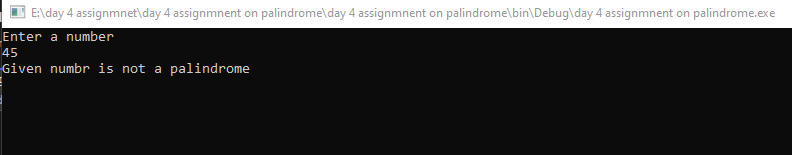 E:\day 4 assignmnet\day 4 assignmnent on palindrome\day 4 assignmnent on palindrome\bin\Debug\day 4 assignmnent on palindrome.exe
Enter a number
45
Given numbr is not a palindrome